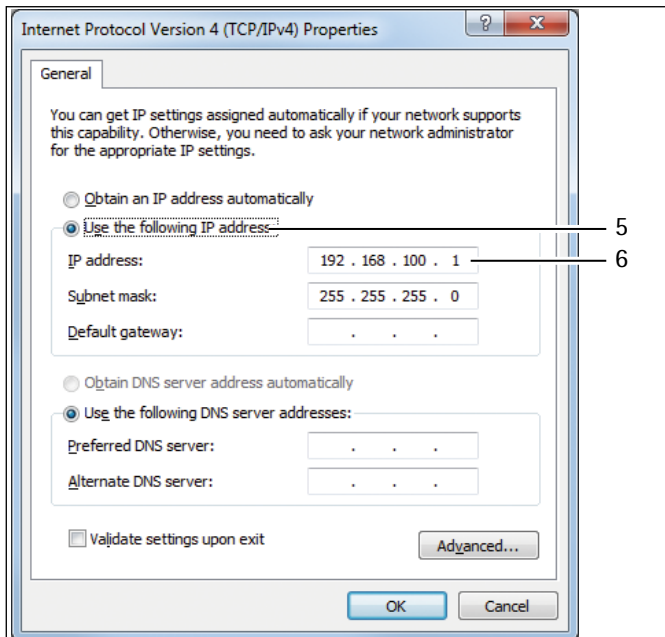 Internet Protocol Version 4 (TCP/IPv4) Properties
General
You can get IP settings assigned automatically if your network supports
this capability. Otherwise, you need to ask your network administrator
for the appropriate IP settings.
Obtain an IP address automatically
Use the following IP address: 5
IP address: 192 . 168 . 100 . 1 6
Subnet mask: 255 . 255 . 255 . 0
Default gateway: . . .
Obtain DNS server address automatically
Use the following DNS server addresses:
Preferred DNS server: . . .
Alternate DNS server: . . .
Validate settings upon exit
Advanced...
OK Cancel